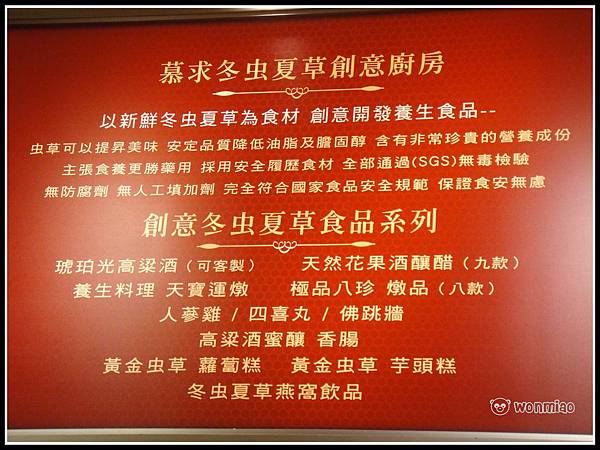 慕求冬虫夏草創意廚房
以新鮮冬虫夏草為食材 創意開發養生食品--
虫草可以提昇美味 安定品質降低油脂及膽固醇 含有非常珍貴的營養成份
主張食養更勝藥用 採用安全履歷食材 全部通過(SGS)無毒檢驗
無防腐劑 無人工填加劑 完全符合國家食品安全規範 保證食安無慮
創意冬虫夏草食品系列
琥珀光高粱酒（可客製） 天然花果酒釀醋（九款）
養生料理 天寶運燉 極品八珍 燉品（八款）
人蔘雞 / 四喜丸 / 佛跳牆
高粱酒蜜釀 香腸
黃金虫草 蘿蔔糕 黃金虫草 芋頭糕
冬虫夏草燕窩飲品
wonmiao